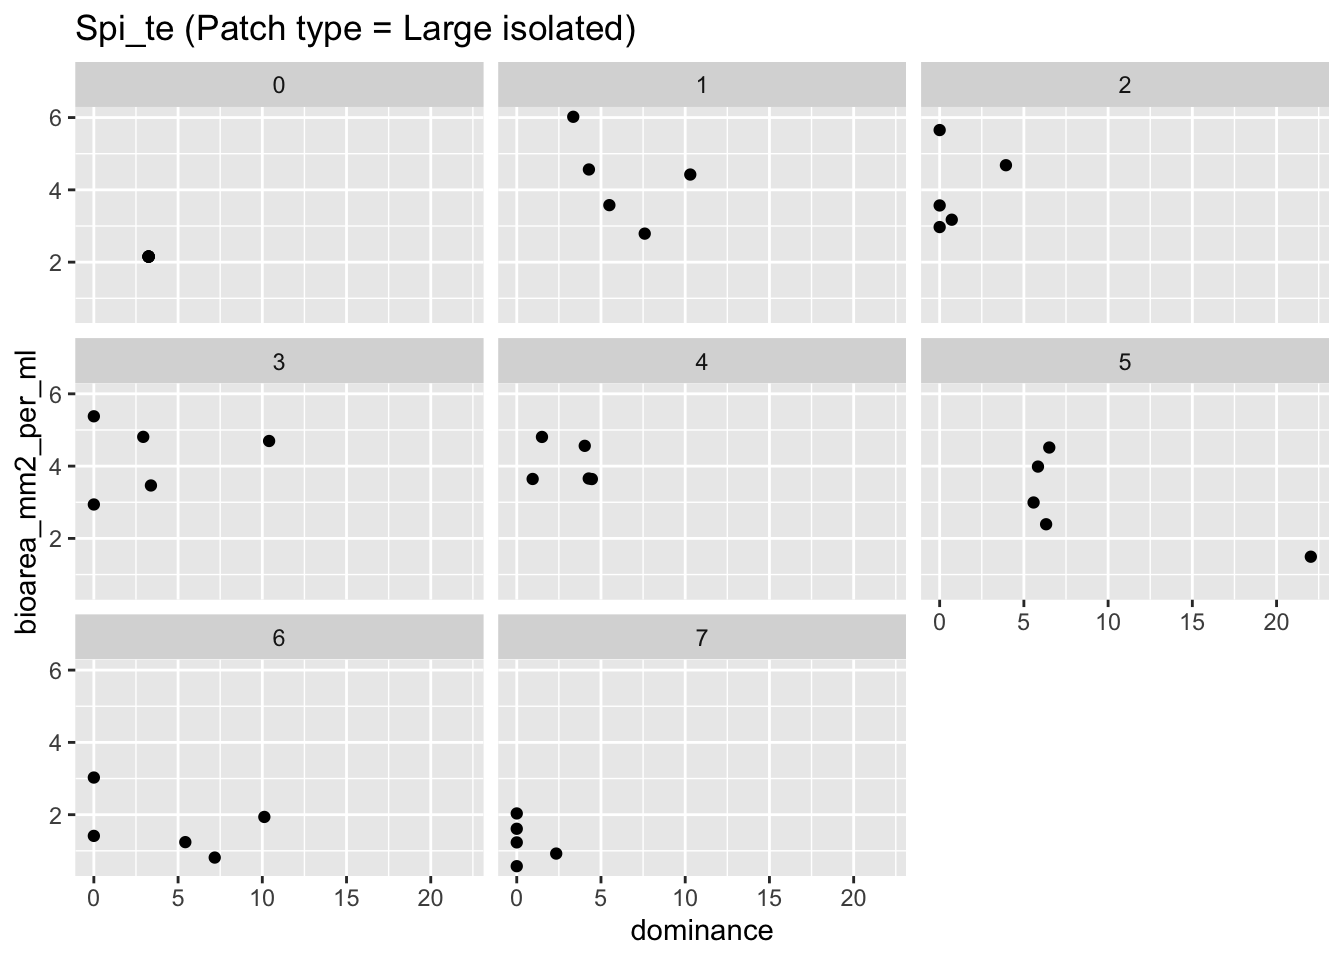 Spi_te (Patch type = Large isolated)
0 1 2
6
4
2
3 4 5
6
4
2
0 5 10 15 20
6 7
6
4
2
0 5 10 15 20 0 5 10 15 20
dominance
bioarea_mm2_per_ml